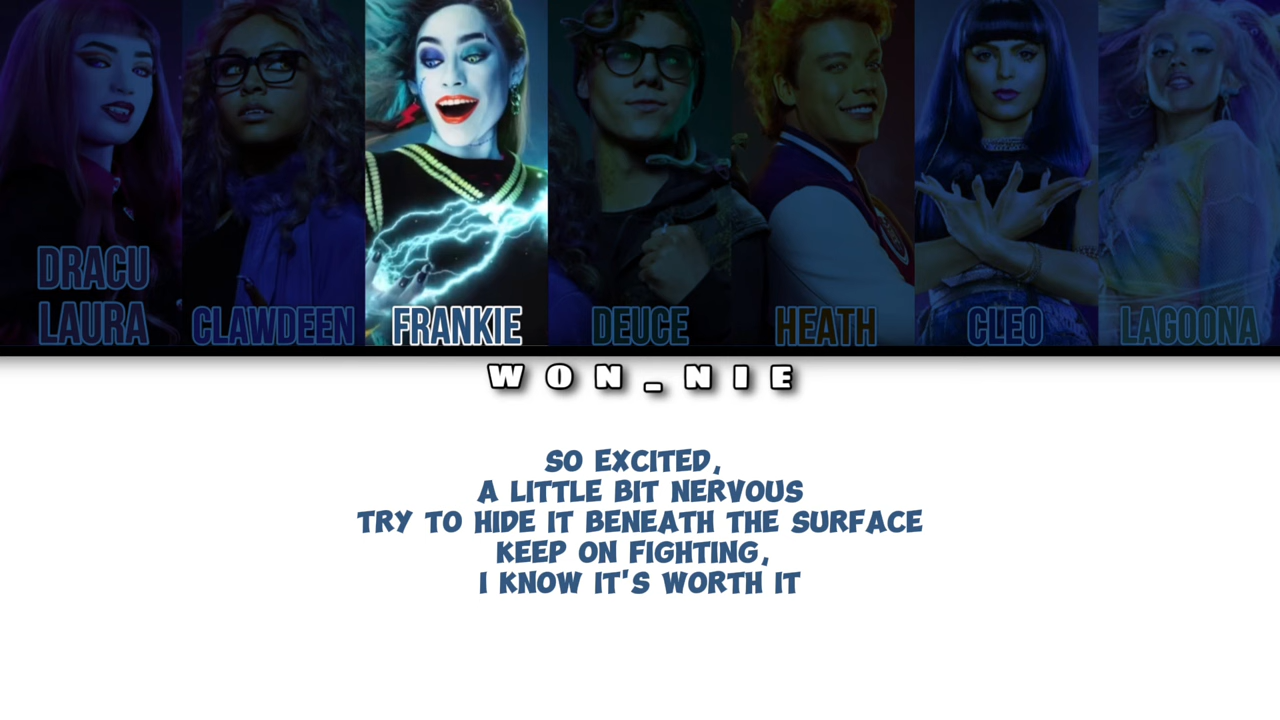 DRACU
LAURA
CLAWDEEN
FRANKIE
DEUCE
HEATH
CLEO
LAGOONA
WON_NIE
SO EXCITED,
A LITTLE BIT NERVOUS
TRY TO HIDE IT BENEATH THE SURFACE
KEEP ON FIGHTING,
I KNOW IT'S WORTH IT